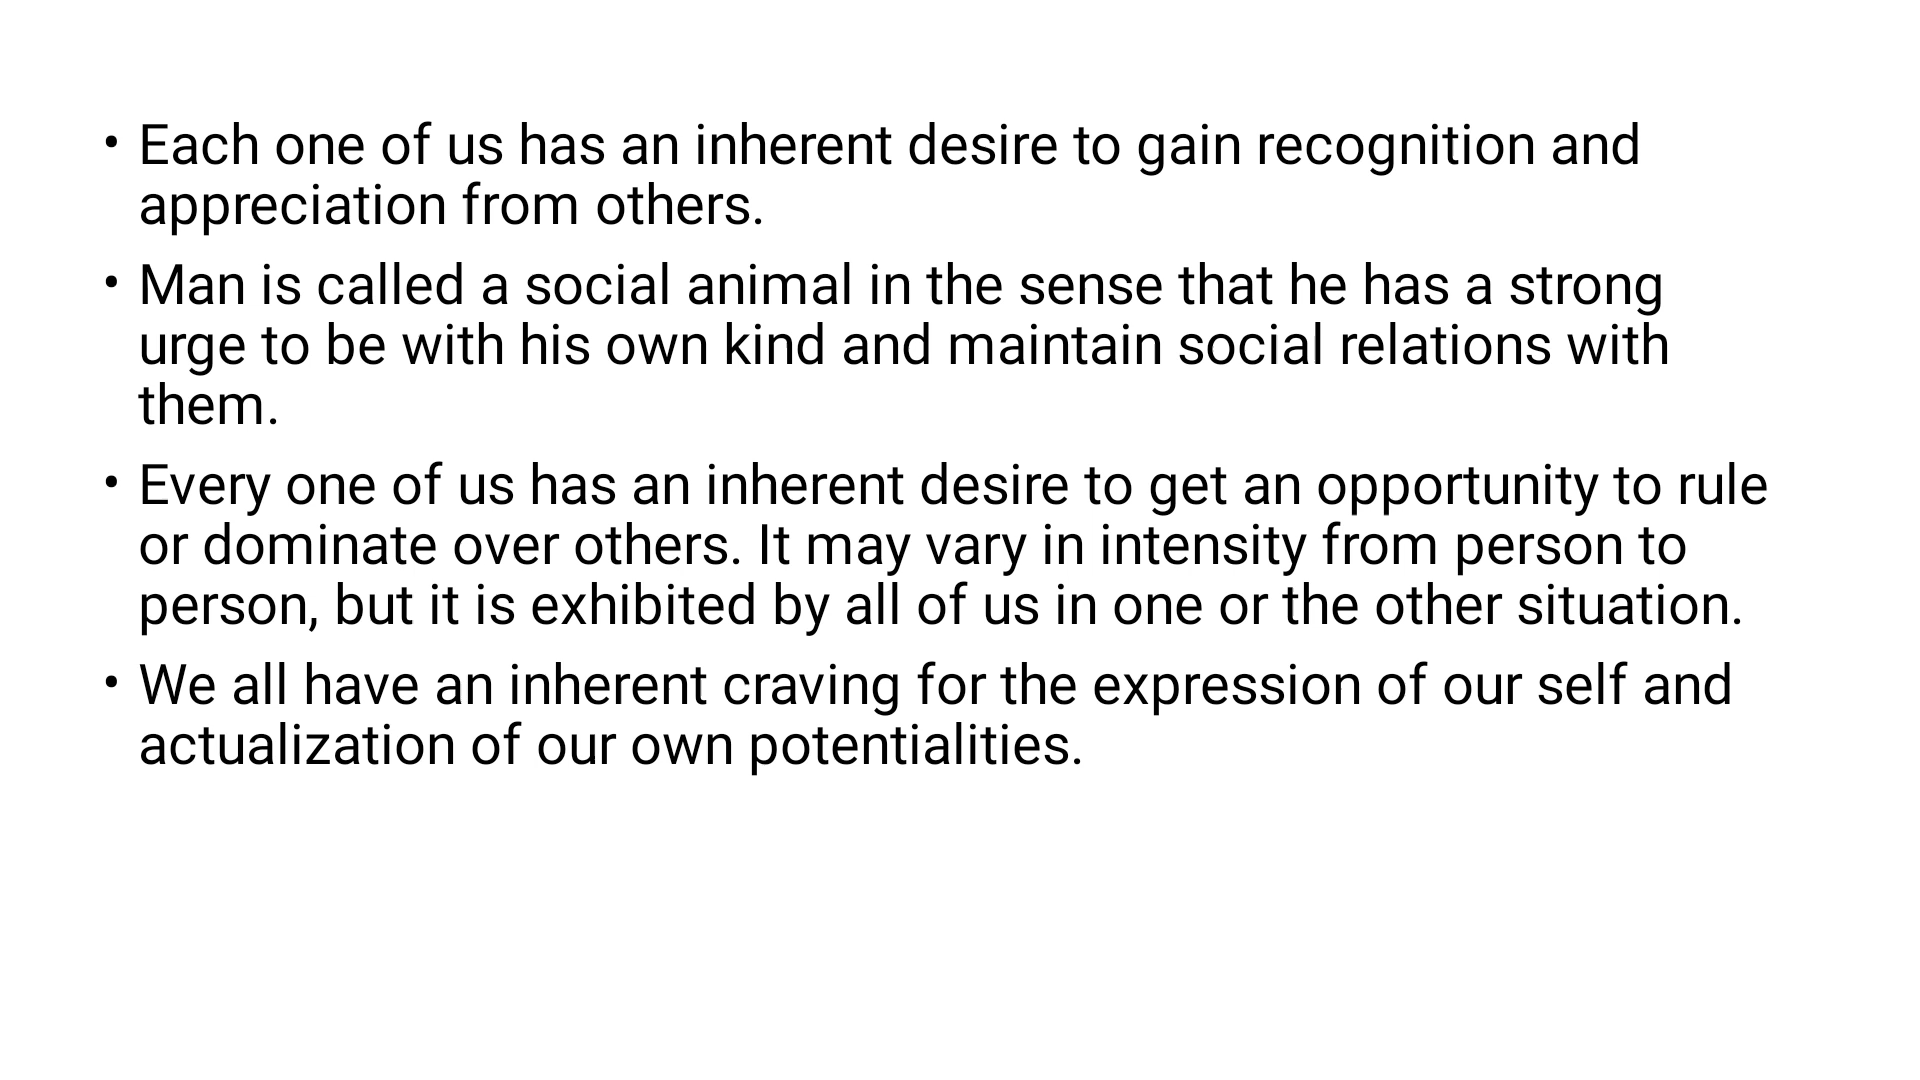 • Each one of us has an inherent desire to gain recognition and
appreciation from others.
• Man is called a social animal in the sense that he has a strong
urge to be with his own kind and maintain social relations with
them.
• Every one of us has an inherent desire to get an opportunity to rule
or dominate over others. It may vary in intensity from person to
person, but it is exhibited by all of us in one or the other situation.
• We all have an inherent craving for the expression of our self and
actualization of our own potentialities.